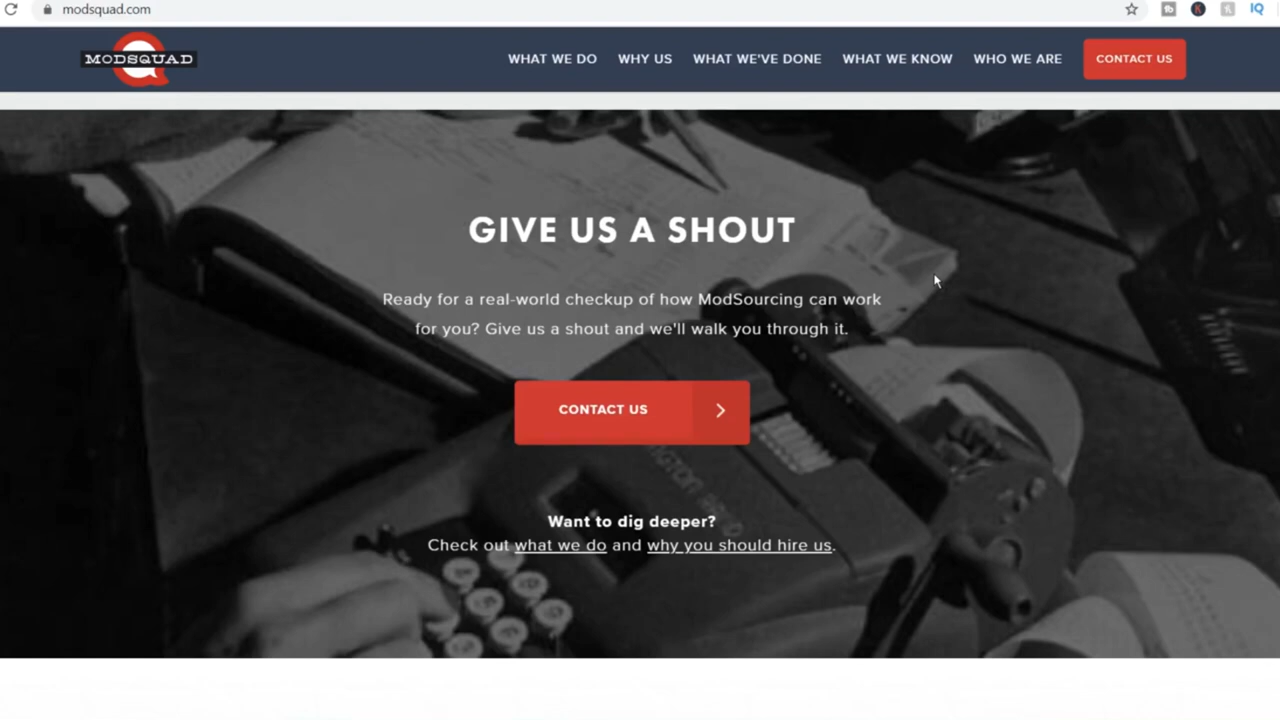 modsquad.com
IQ
MODSQUAD
WHAT WE DO
WHY US
WHAT WE'VE DONE
WHAT WE KNOW
WHO WE ARE
CONTACT US
GIVE US A SHOUT
Ready for a real-world checkup of how ModSourcing can work
for you? Give us a shout and we'll walk you through it.
CONTACT US
Want to dig deeper?
Check out what we do and why you should hire us.